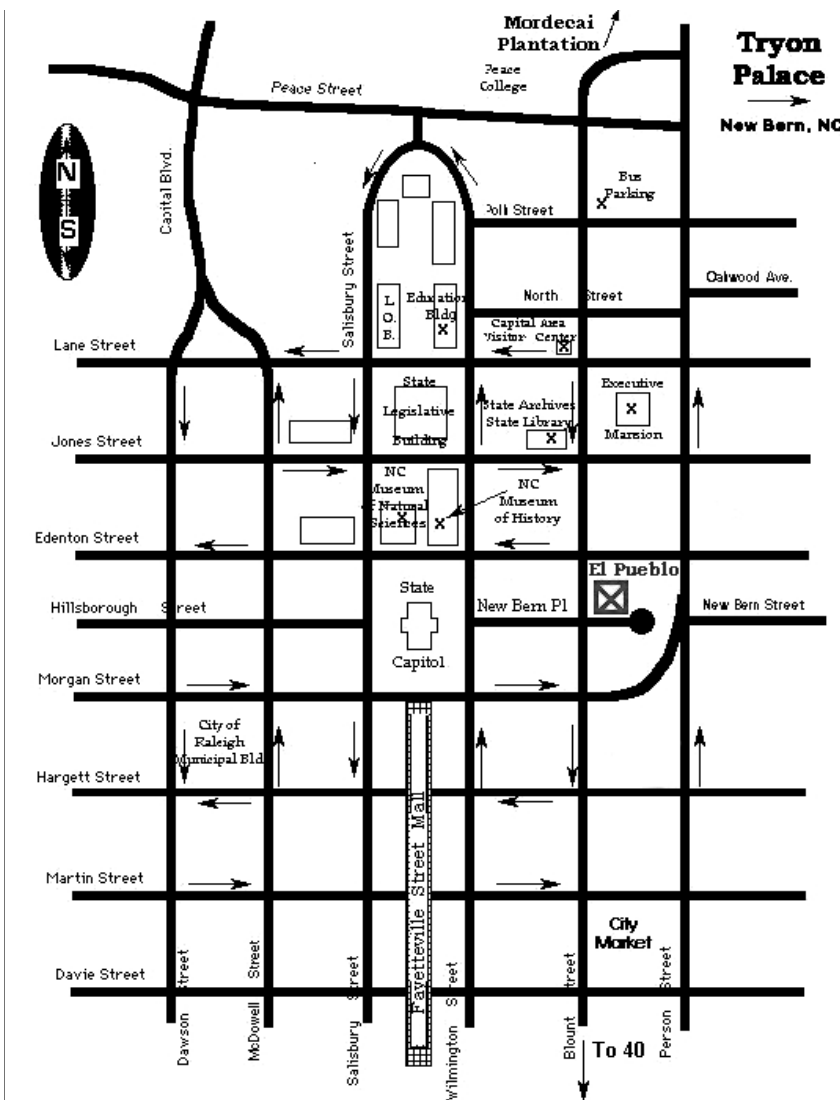 Mordecai
Plantation
Tryon
Palace
New Bern, NC
Peace
College
Peace Street
Capital Blvd.
N
S
Bus
Parking
Polk Street
Oakwood Ave.
North Street
Salisbury Street
L
O.
B.
Education
Bldg
Capital Area
Visitor Center
Lane Street
State
Legislative
Building
State Archives
State Library
Executive
Mansion
Jones Street
NC
Museum
of Natural
Sciences
NC
Museum
of History
Edenton Street
El Pueblo
State
Capitol
Hillsborough Street
New Bern Pl
New Bern Street
Morgan Street
City of
Raleigh
Municipal Bld
Hargett Street
Fayetteville Street Mall
Martin Street
City
Market
Davie Street
Dawson Street
McDowell Street
Salisbury Street
Wilmington Street
Blount Street
Person Street
To 40